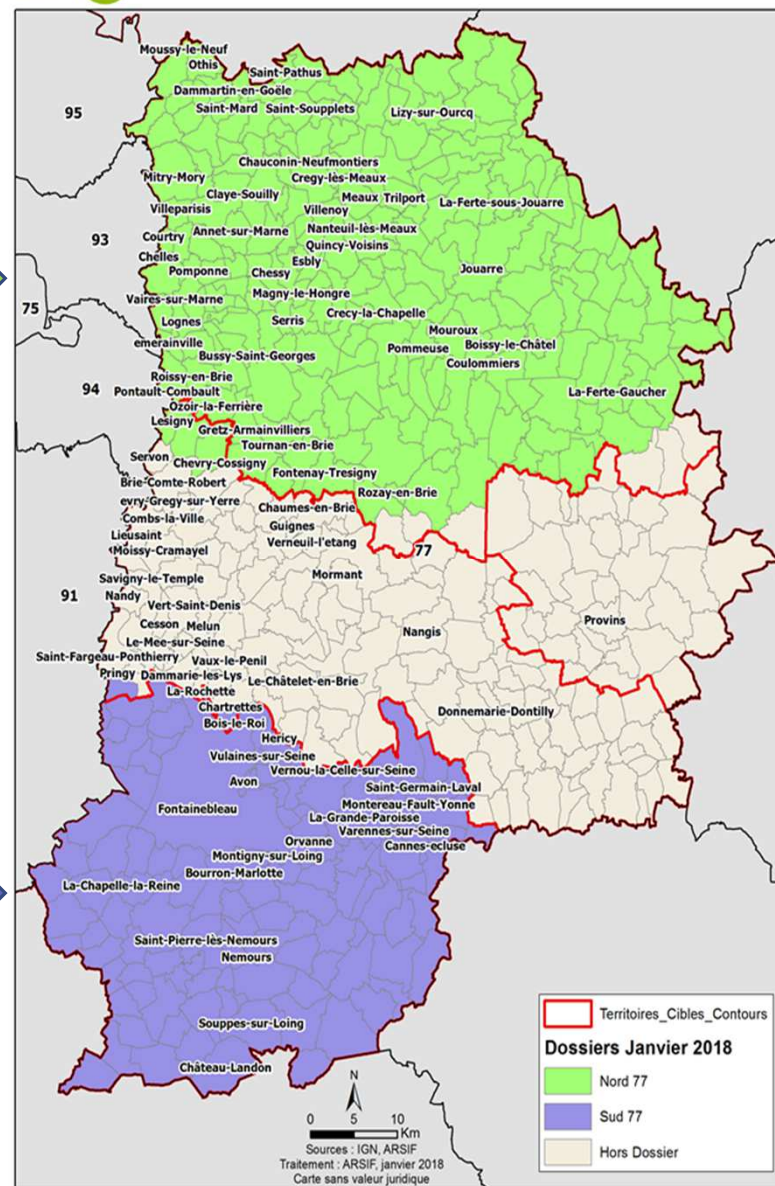 Moussy-le-Neuf
Othis
Saint-Pathus
Dammartin-en-Goële
95
Saint-Mard Saint-Soupplets
Lizy-sur-Ourcq
Chauconin-Neufmontiers
Mitry-Mory
Cregy-lès-Meaux
Claye-Souilly
Meaux Trilport
La-Ferte-sous-Jouarre
Villeparisis
Villenoy
93
Courtry
Annet-sur-Marne
Nanteuil-lès-Meaux
Quincy-Voisins
Chelles
Esbly
Pomponne
Chessy
Jouarre
75
Vaires-sur-Marne
Magny-le-Hongre
Lognes
Serris
Crecy-la-Chapelle
Mouroux
emerainville
Bussy-Saint-Georges
Pommeuse
Boissy-le-Châtel
Coulommiers
94
Roissy-en-Brie
Pontault-Combault
La-Ferte-Gaucher
Ozoir-la-Ferrière
Lesigny
Gretz-Armainvilliers
Tournan-en-Brie
Servon
Chevry-Cossigny
Fontenay-Tresigny
Brie-Comte-Robert
Rozay-en-Brie
evry-Gregy-sur-Yerre
Chaumes-en-Brie
Combs-la-Ville
Guignes
Lieusaint
Verneuil-l'etang
77
Moissy-Cramayel
Savigny-le-Temple
Mormant
91
Nandy
Vert-Saint-Denis
Cesson Melun
Nangis
Provins
Le-Mee-sur-Seine
Saint-Fargeau-Ponthierry
Vaux-le-Penil
Pringy
Dammarie-les-Lys
Le-Châtelet-en-Brie
La-Rochette
Chartrettes
Donnemarie-Dontilly
Bois-le-Roi
Hericy
Vulaines-sur-Seine
Vernou-la-Celle-sur-Seine
Avon
Saint-Germain-Laval
Fontainebleau
Montereau-Fault-Yonne
La-Grande-Paroisse
Varennes-sur-Seine
Orvanne
Cannes-ecluse
Montigny-sur-Loing
Bourron-Marlotte
La-Chapelle-la-Reine
Saint-Pierre-lès-Nemours
Nemours
Souppes-sur-Loing
Château-Landon
Territoires_Cibles_Contours
Dossiers Janvier 2018
Nord 77
Sud 77
Hors Dossier
N
0 5 10
Km
Sources : IGN, ARSIF
Traitement : ARSIF, janvier 2018
Carte sans valeur juridique